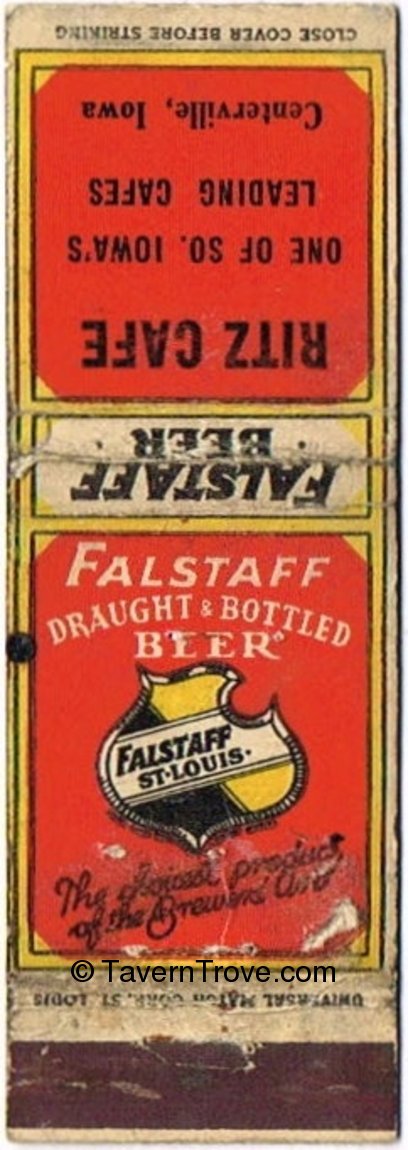 CLOSE COVER BEFORE STRIKING
RITZ CAFE
ONE OF SO. IOWA'S
LEADING CAFES
Centerville, Iowa
FALSTAFF
· BEER ·
FALSTAFF
DRAUGHT & BOTTLED
BEER
FALSTAFF
ST·LOUIS·
The choicest product
of the Brewers' Art
© TavernTrove.com
UNIVERSAL MATCH CORP., ST. LOUIS